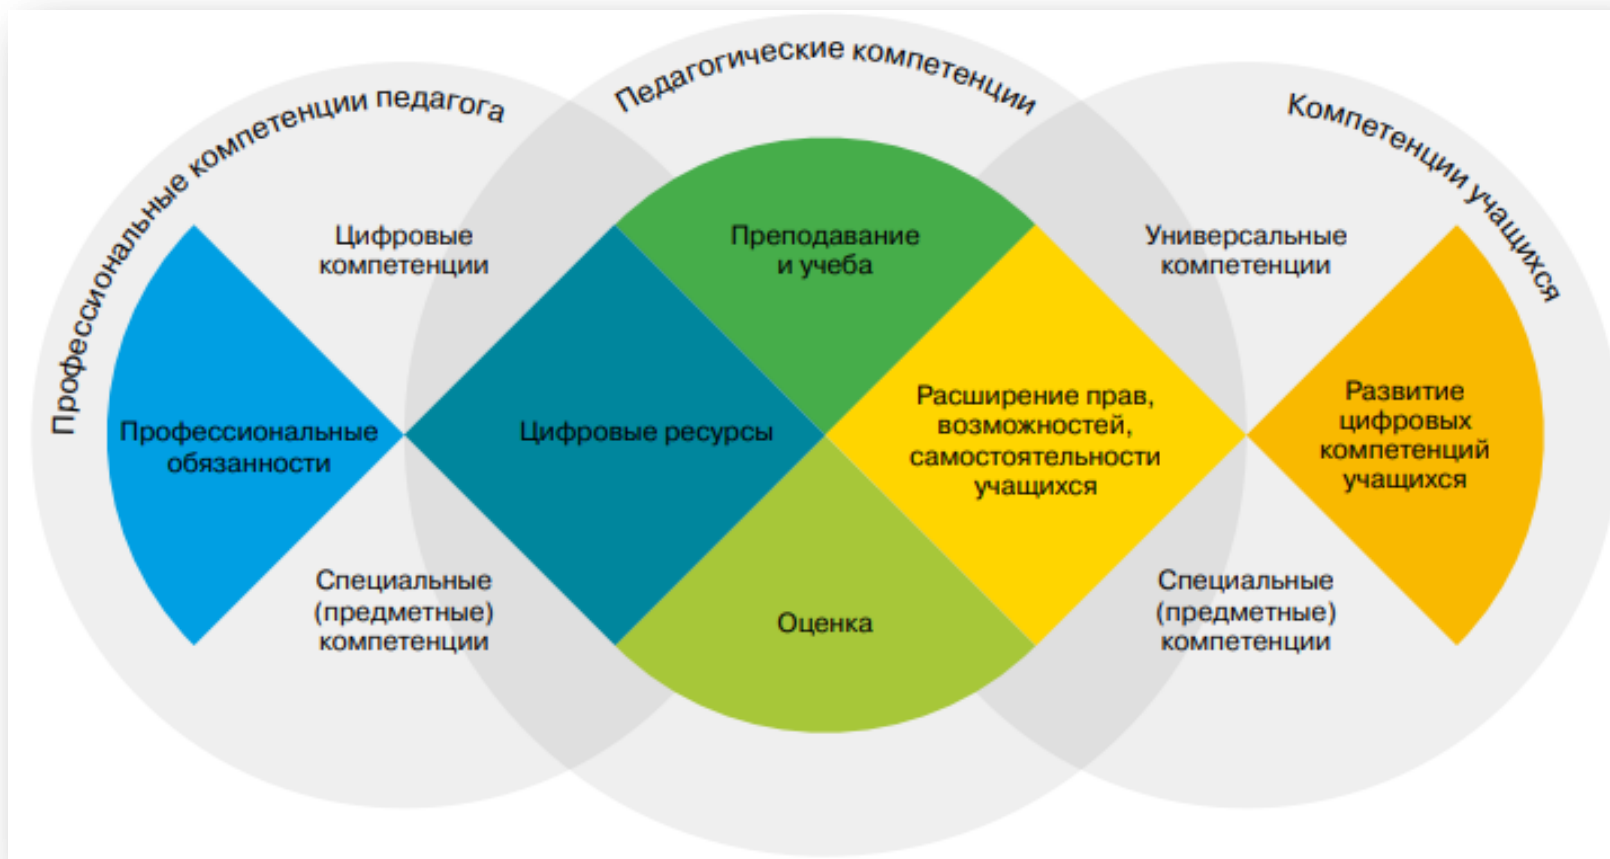 Профессиональные компетенции педагога
Педагогические компетенции
Компетенции учащихся
Цифровые
компетенции
Преподавание
и учеба
Универсальные
компетенции
Профессиональные
обязанности
Цифровые ресурсы
Расширение прав,
возможностей,
самостоятельности
учащихся
Развитие
цифровых
компетенций
учащихся
Специальные
(предметные)
компетенции
Оценка
Специальные
(предметные)
компетенции